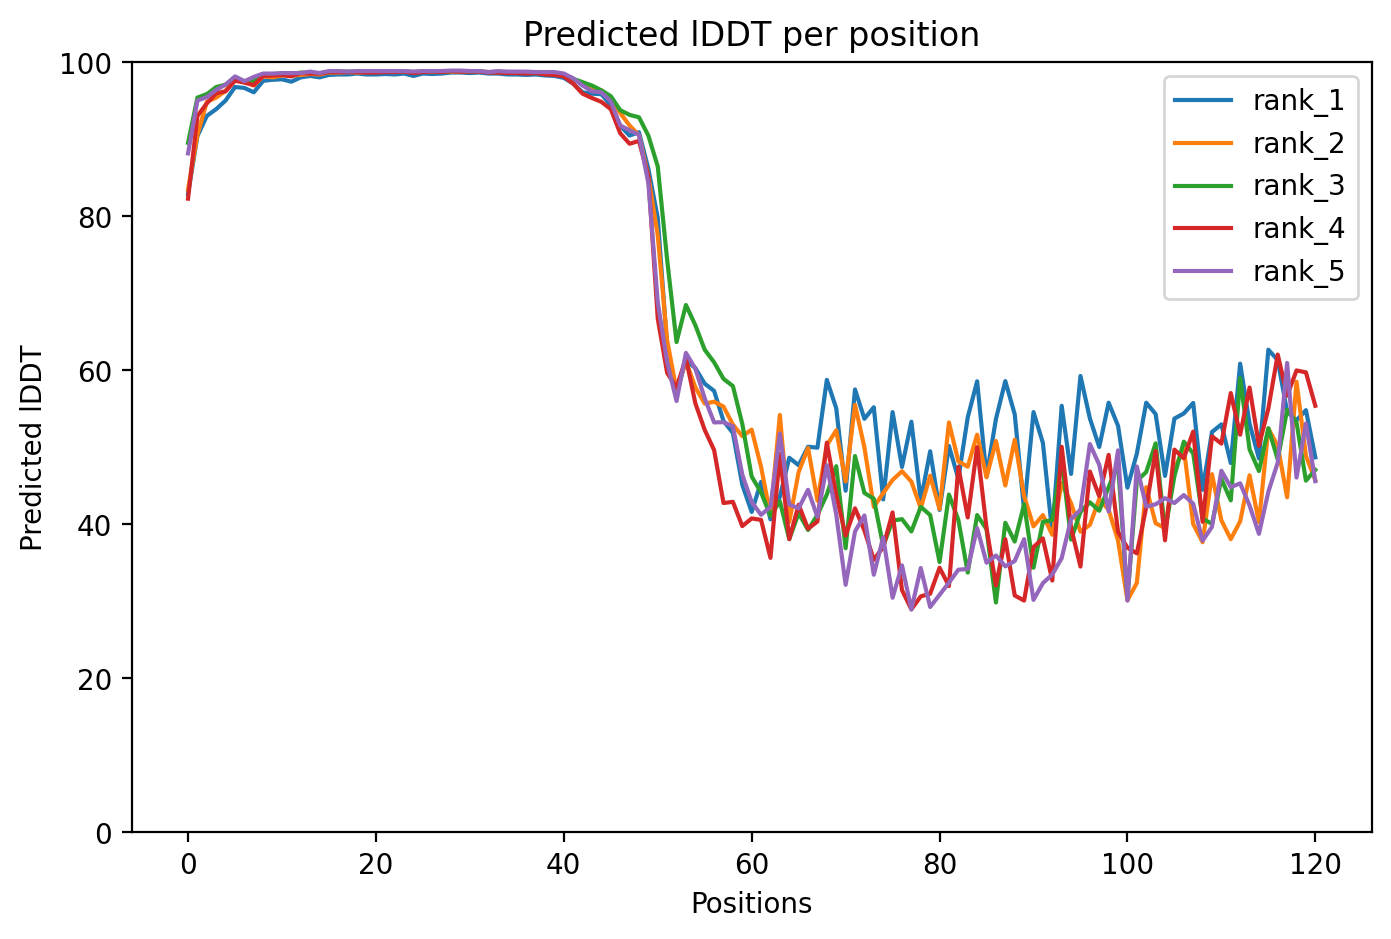 Predicted lDDT per position
100
80
60
40
20
0
Predicted lDDT
rank_1
rank_2
rank_3
rank_4
rank_5
0 20 40 60 80 100 120
Positions